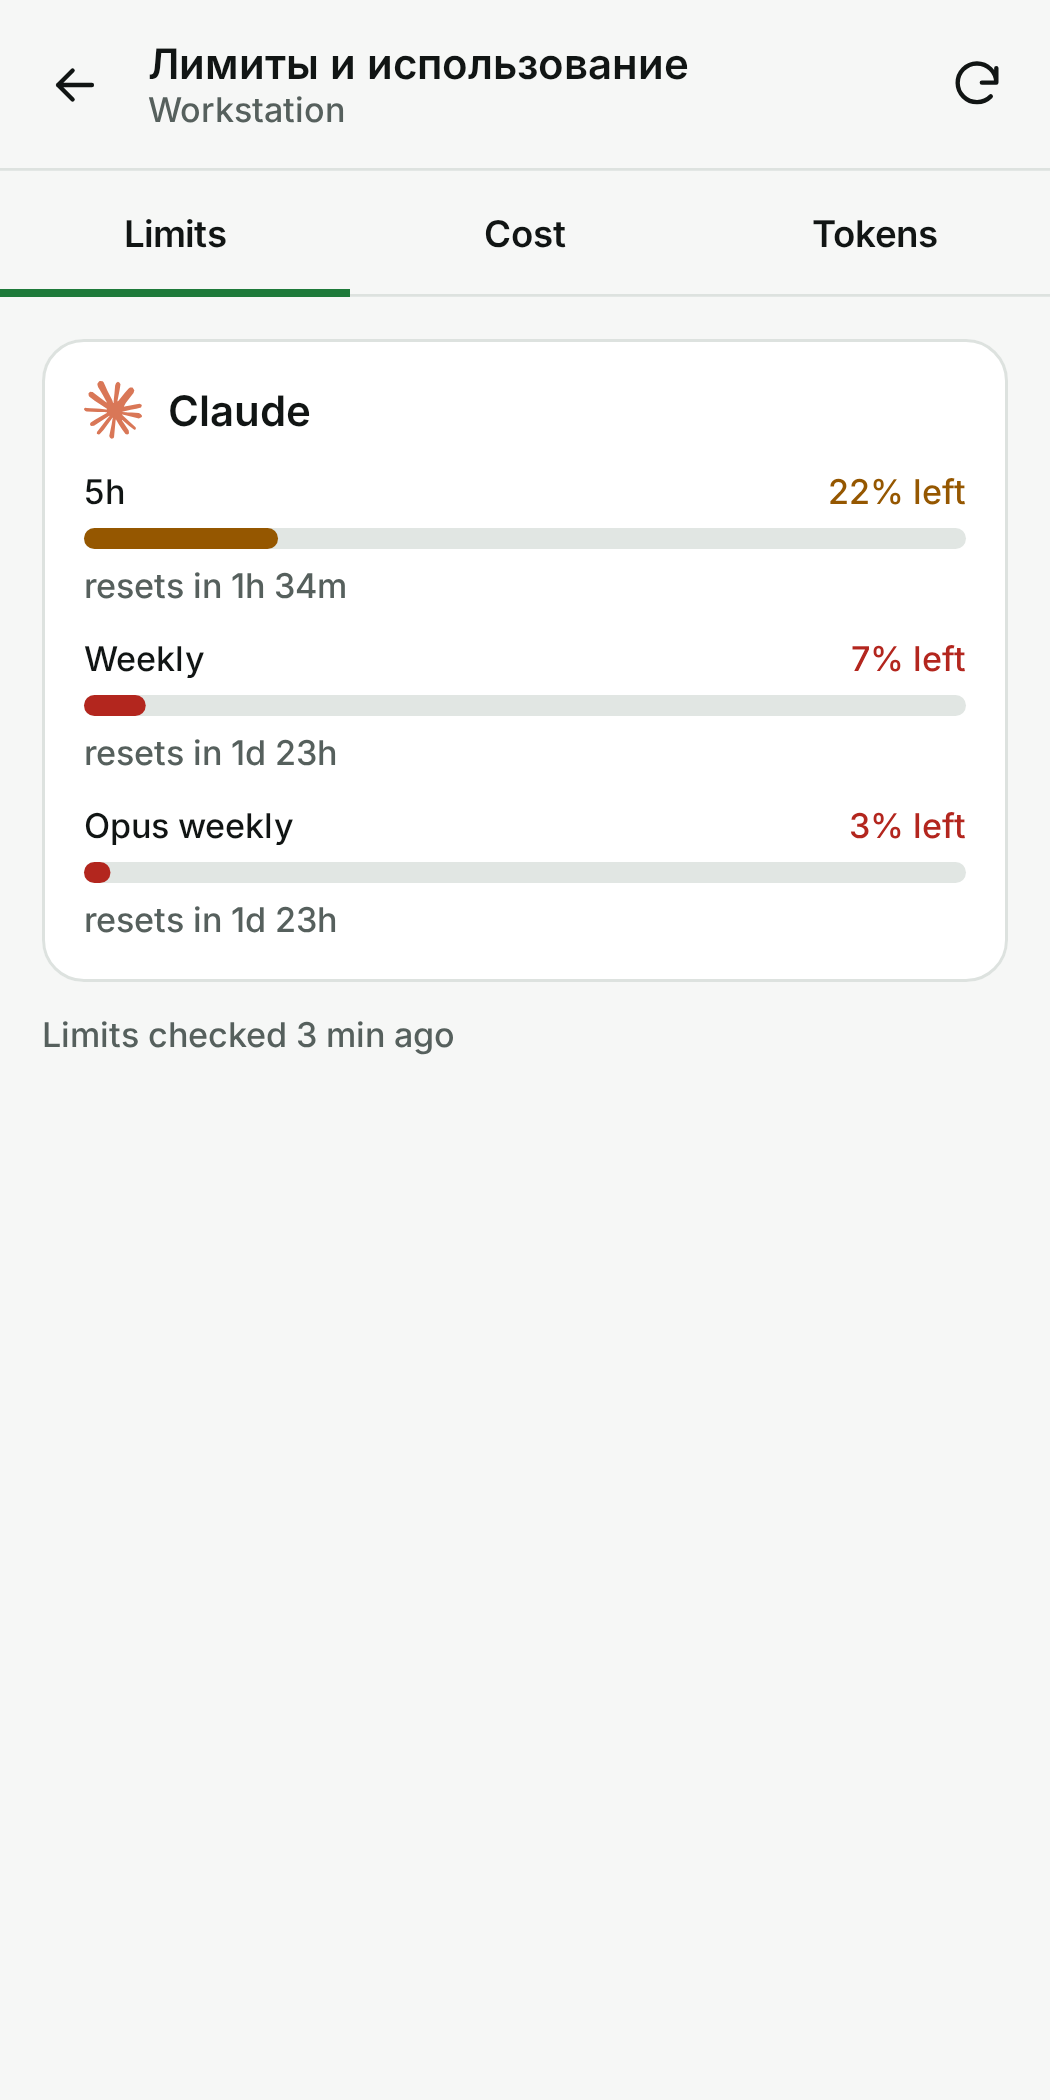 Лимиты и использование
Workstation
Limits
Cost
Tokens
Claude
5h
22% left
resets in 1h 34m
Weekly
7% left
resets in 1d 23h
Opus weekly
3% left
resets in 1d 23h
Limits checked 3 min ago